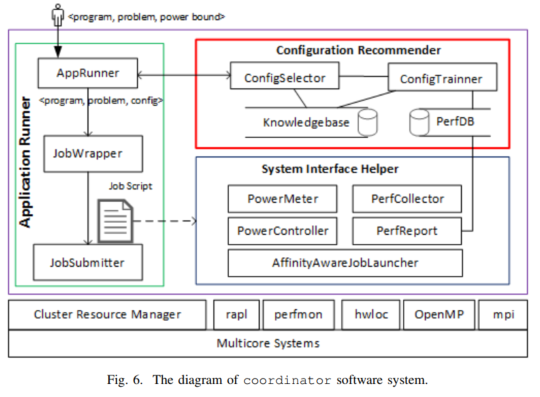 <program, problem, power bound>
Configuration Recommender
AppRunner
ConfigSelector
ConfigTrainner
<program, problem, config>
Knowledgebase
PerfDB
Application Runner
JobWrapper
System Interface Helper
Job Script
PowerMeter
PerfCollector
PowerController
PerfReport
JobSubmitter
AffinityAwareJobLauncher
Cluster Resource Manager
rapl
perfmon
hwloc
OpenMP
mpi
Multicore Systems
Fig. 6. The diagram of coordinator software system.